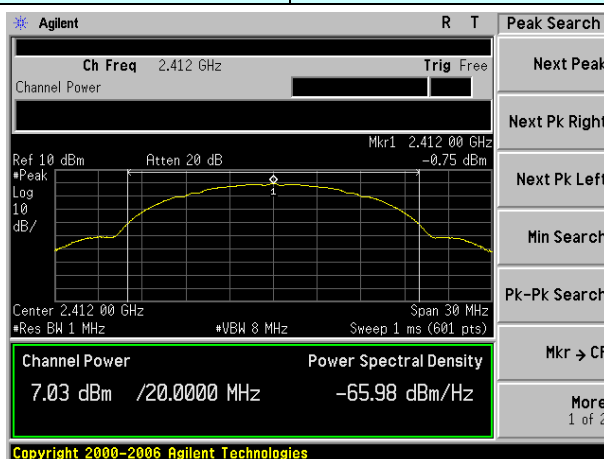 Agilent R T Peak Search
Ch Freq 2.412 GHz Trig Free
Channel Power
Next Peak
Next Pk Right
Mkr1 2.412 00 GHz
Ref 10 dBm Atten 20 dB -0.75 dBm
#Peak
Log
10
dB/
1
Next Pk Left
Min Search
Pk-Pk Search
Center 2.412 00 GHz Span 30 MHz
#Res BW 1 MHz #VBW 8 MHz Sweep 1 ms (601 pts)
Channel Power Power Spectral Density
7.03 dBm /20.0000 MHz -65.98 dBm/Hz
Mkr → CF
More
1 of 2
Copyright 2000-2006 Agilent Technologies